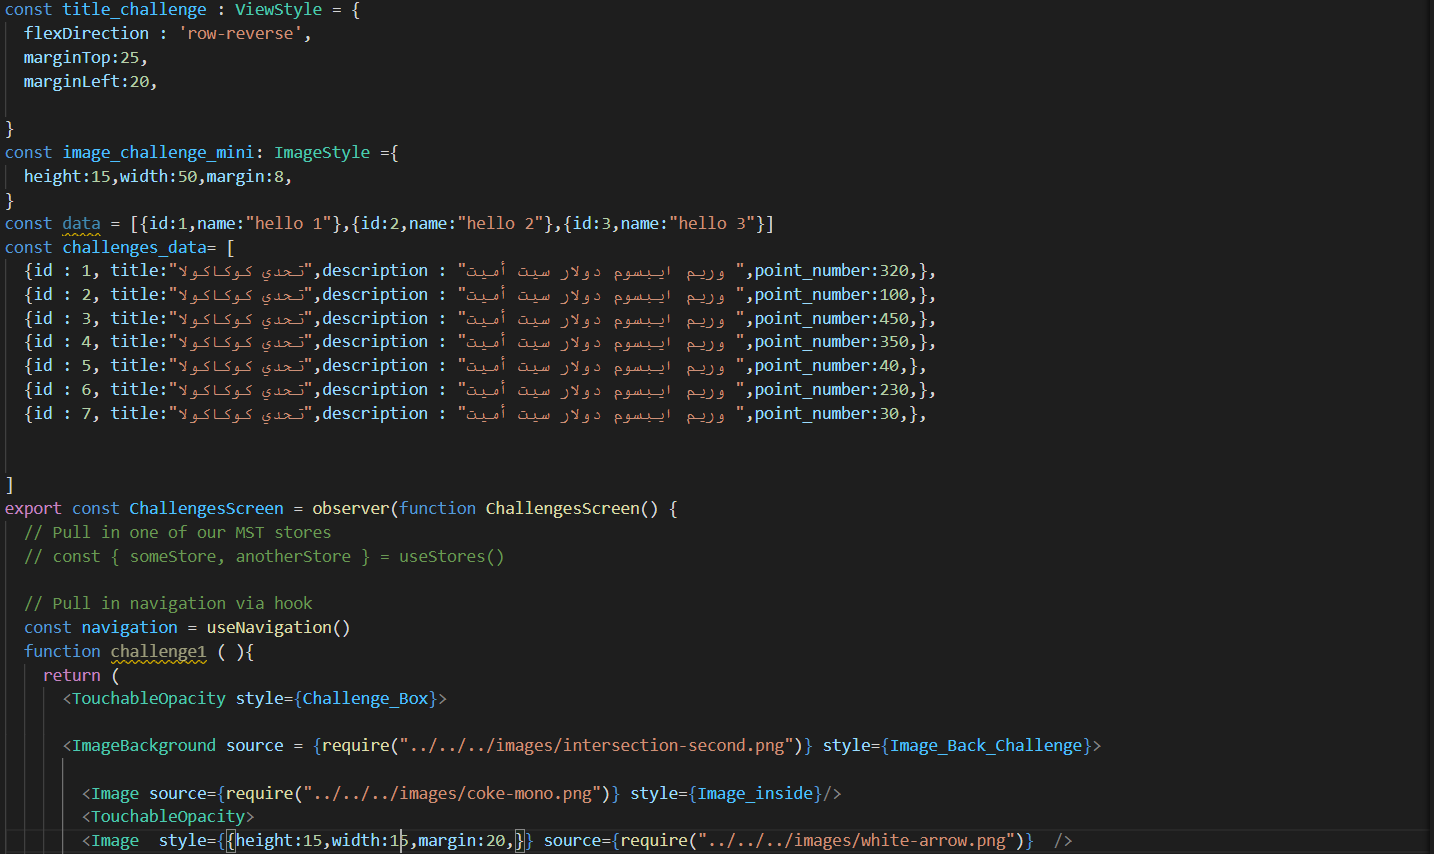 const title_challenge : ViewStyle = {
flexDirection : 'row-reverse',
marginTop:25,
marginLeft:20,
}
const image_challenge_mini: ImageStyle ={
height:15,width:50,margin:8,
}
const data = [{id:1,name:"hello 1"},{id:2,name:"hello 2"},{id:3,name:"hello 3"}]
const challenges_data= [
{id : 1, title:"تحدي كوكاكولا",description : "وريم ايبسوم دولار سيت أميت ",point_number:320,},
{id : 2, title:"تحدي كوكاكولا",description : "وريم ايبسوم دولار سيت أميت ",point_number:100,},
{id : 3, title:"تحدي كوكاكولا",description : "وريم ايبسوم دولار سيت أميت ",point_number:450,},
{id : 4, title:"تحدي كوكاكولا",description : "وريم ايبسوم دولار سيت أميت ",point_number:350,},
{id : 5, title:"تحدي كوكاكولا",description : "وريم ايبسوم دولار سيت أميت ",point_number:40,},
{id : 6, title:"تحدي كوكاكولا",description : "وريم ايبسوم دولار سيت أميت ",point_number:230,},
{id : 7, title:"تحدي كوكاكولا",description : "وريم ايبسوم دولار سيت أميت ",point_number:30,},
]
export const ChallengesScreen = observer(function ChallengesScreen() {
// Pull in one of our MST stores
// const { someStore, anotherStore } = useStores()
// Pull in navigation via hook
const navigation = useNavigation()
function challenge1 ( ){
return (
<TouchableOpacity style={Challenge_Box}>
<ImageBackground source = {require("../../../images/intersection-second.png")} style={Image_Back_Challenge}>
<Image source={require("../../../images/coke-mono.png")} style={Image_inside}/>
<TouchableOpacity>
<Image  style={{height:15,width:15,margin:20,}} source={require("../../../images/white-arrow.png")}  />